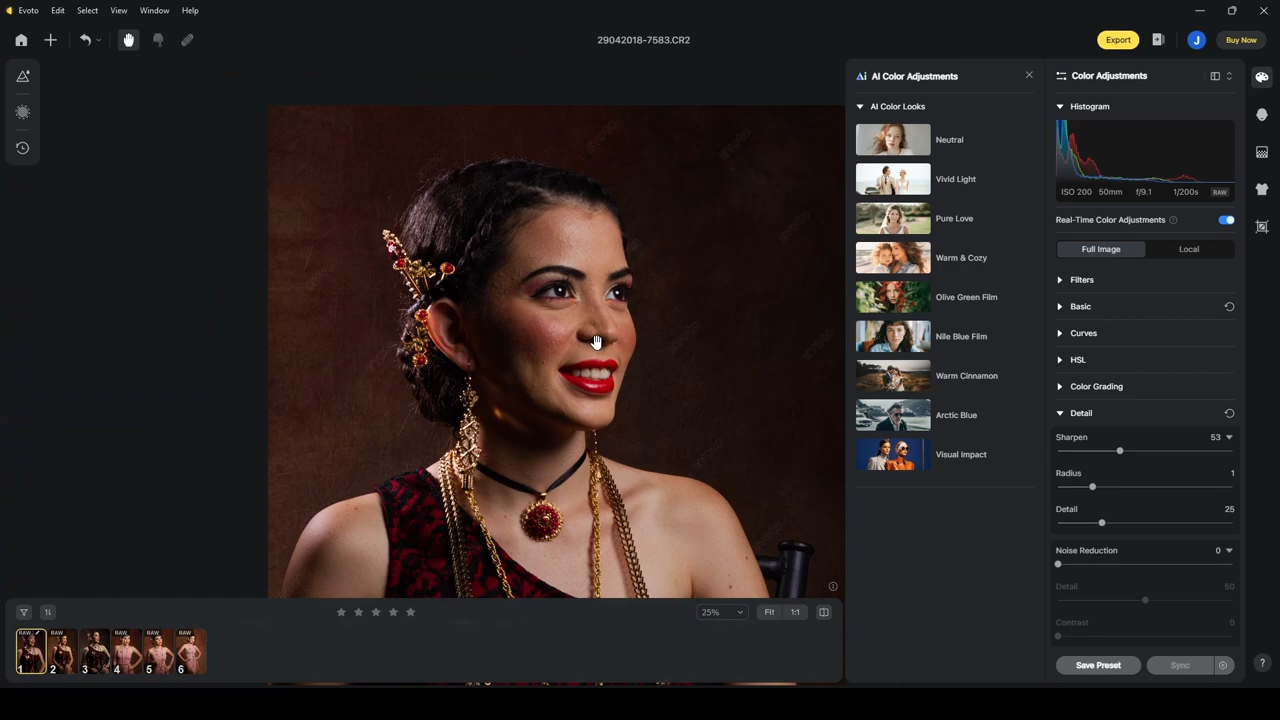 Evoto Edit Select View Window Help
29042018-7583.CR2
Export
J
Buy Now
Ai AI Color Adjustments
AI Color Looks
Neutral
Vivid Light
Pure Love
Warm & Cozy
Olive Green Film
Nile Blue Film
Warm Cinnamon
Arctic Blue
Visual Impact
Color Adjustments
Histogram
ISO 200 50mm f/9.1 1/200s RAW
Real-Time Color Adjustments
Full Image Local
Filters
Basic
Curves
HSL
Color Grading
Detail
Sharpen 53
Radius 1
Detail 25
Noise Reduction 0
Detail 50
Contrast 0
Save Preset Sync
25% Fit 1:1
RAW RAW RAW RAW RAW RAW
1 2 3 4 5 6
?